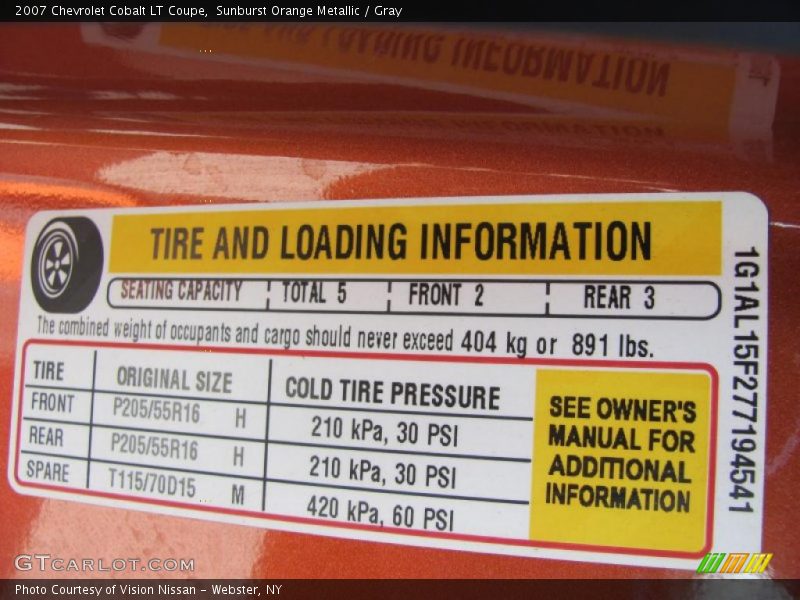 2007 Chevrolet Cobalt LT Coupe,  Sunburst Orange Metallic / Gray
TIRE AND LOADING INFORMATION
SEATING CAPACITY TOTAL 5 FRONT 2 REAR 3
The combined weight of occupants and cargo should never exceed 404 kg or 891 lbs.
TIRE ORIGINAL SIZE COLD TIRE PRESSURE
FRONT P205/55R16 H 210 kPa, 30 PSI
REAR P205/55R16 H 210 kPa, 30 PSI
SPARE T115/70D15 M 420 kPa, 60 PSI
SEE OWNER'S
MANUAL FOR
ADDITIONAL
INFORMATION
1G1AL15F277194541
GTCARLOT.COM
Photo Courtesy of Vision Nissan - Webster, NY